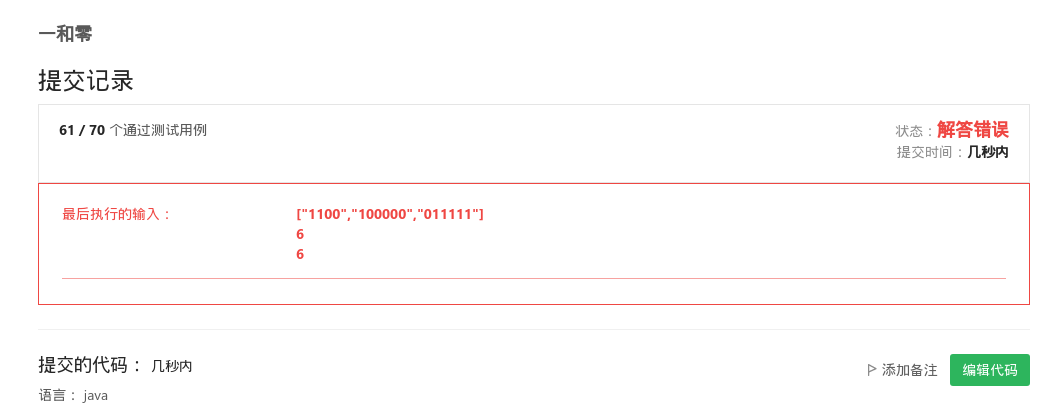 一和零
提交记录
61 / 70 个通过测试用例
状态：解答错误
提交时间：几秒内
最后执行的输入：
["1100","100000","011111"]
6
6
提交的代码： 几秒内
添加备注
编辑代码
语言： java